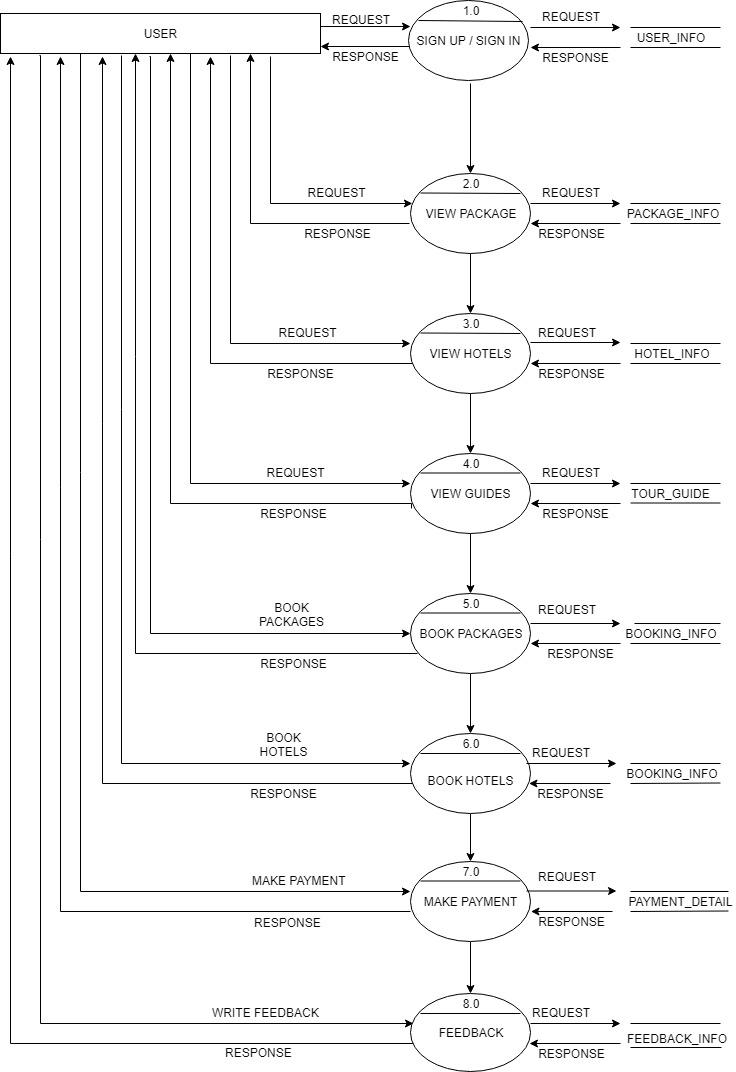 1.0
REQUEST
REQUEST
USER
SIGN UP / SIGN IN
USER_INFO
RESPONSE
RESPONSE
2.0
REQUEST
REQUEST
VIEW PACKAGE
PACKAGE_INFO
RESPONSE
RESPONSE
3.0
REQUEST
REQUEST
VIEW HOTELS
HOTEL_INFO
RESPONSE
RESPONSE
4.0
REQUEST
REQUEST
VIEW GUIDES
TOUR_GUIDE
RESPONSE
RESPONSE
5.0
BOOK
PACKAGES
REQUEST
BOOK PACKAGES
BOOKING_INFO
RESPONSE
RESPONSE
6.0
BOOK
HOTELS
REQUEST
BOOK HOTELS
BOOKING_INFO
RESPONSE
RESPONSE
7.0
MAKE PAYMENT
REQUEST
MAKE PAYMENT
PAYMENT_DETAIL
RESPONSE
RESPONSE
8.0
WRITE FEEDBACK
REQUEST
FEEDBACK
FEEDBACK_INFO
RESPONSE
RESPONSE